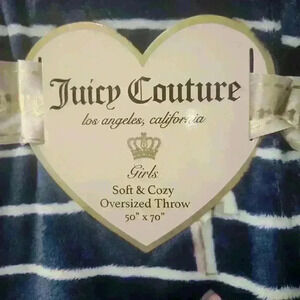 Juicy Couture
los angeles, california
Girls
Soft & Cozy
Oversized Throw
50" x 70"